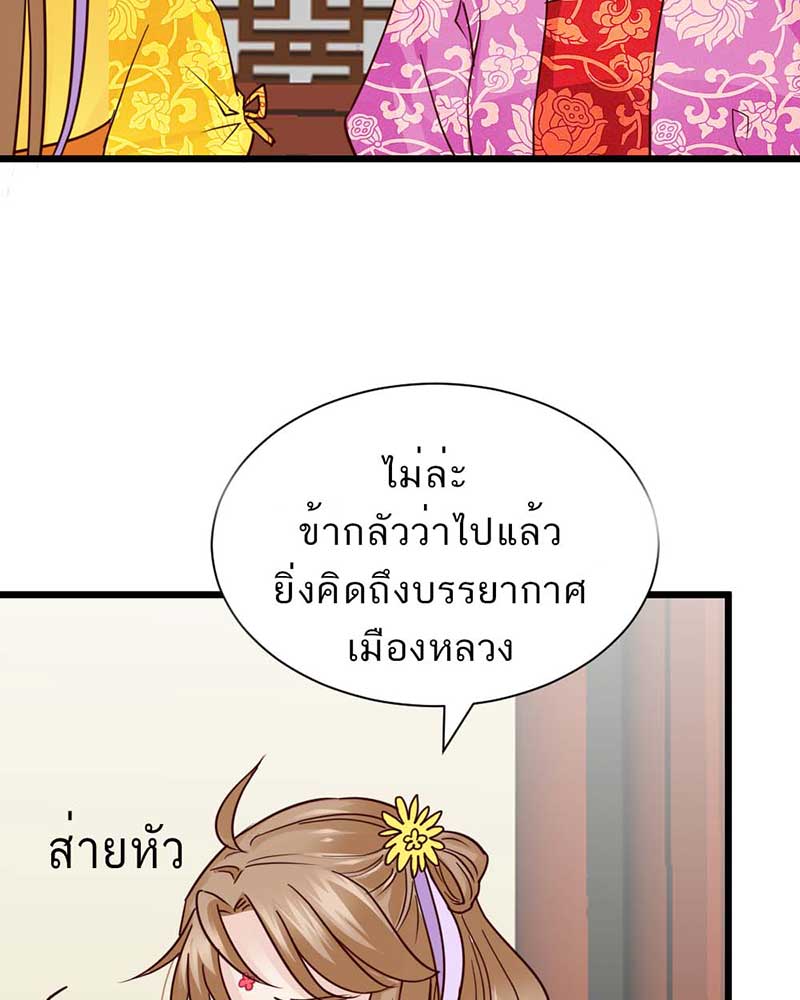 ไม่ล่ะ
ข้ากลัวว่าไปแล้ว
ยิ่งคิดถึงบรรยากาศ
เมืองหลวง
ส่ายหัว